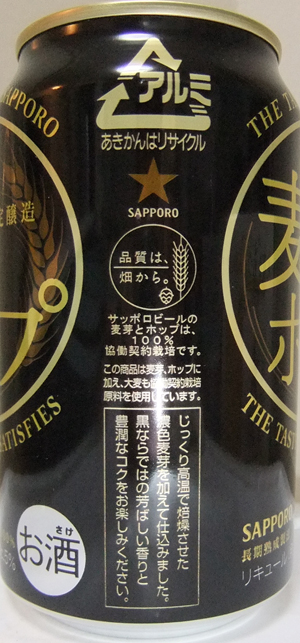 アルミ
あきかんはリサイクル
SAPPORO
品質は、
畑から。
サッポロビールの
麦芽とホップは、
100%
協働契約栽培です。
この商品は麦芽、ホップに
加え、大麦も協働契約栽培
原料を使用しています。
じっくり高温で焙燥させた
濃色麦芽を加えて仕込みました。
黒ならではの芳ばしい香りと
豊潤なコクをお楽しみください。
SAPPORO
醸造
プ
ATISFIES
さけ
お酒
THE T
麦
ホ
THE TAST
SAPPORO
長期熟成
リキュール